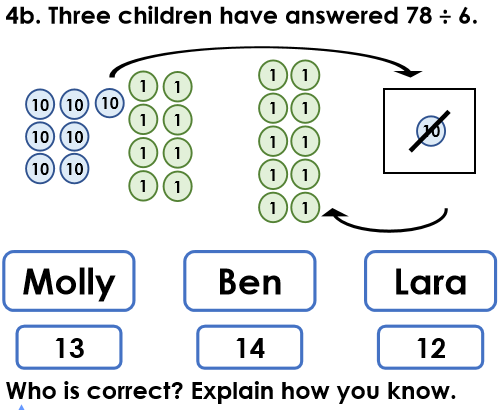 4b. Three children have answered 78 ÷ 6.
10 10 10 1 1 1 1
10 10 1 1 1 1 10
10 10 1 1 1 1
1 1 1 1
1 1
Molly Ben Lara
13 14 12
Who is correct? Explain how you know.